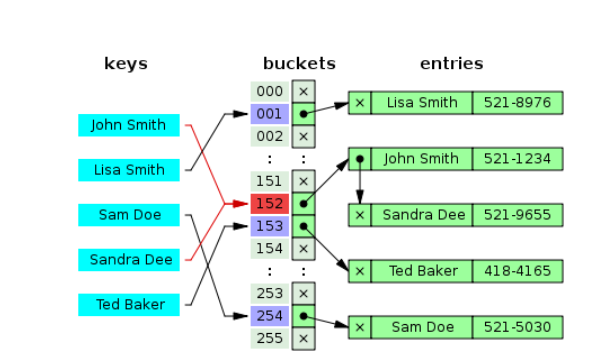 keys buckets entries
000 ×
× Lisa Smith 521-8976
001
John Smith
002 ×
: :
John Smith 521-1234
Lisa Smith
151 ×
152
Sam Doe
× Sandra Dee 521-9655
153
154 ×
Sandra Dee
: :
× Ted Baker 418-4165
253 ×
Ted Baker
254
× Sam Doe 521-5030
255 ×